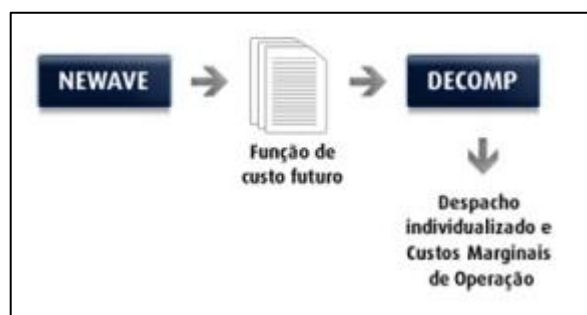 NEWAVE
Função de
custo futuro
DECOMP
Despacho
individualizado e
Custos Marginais
de Operação